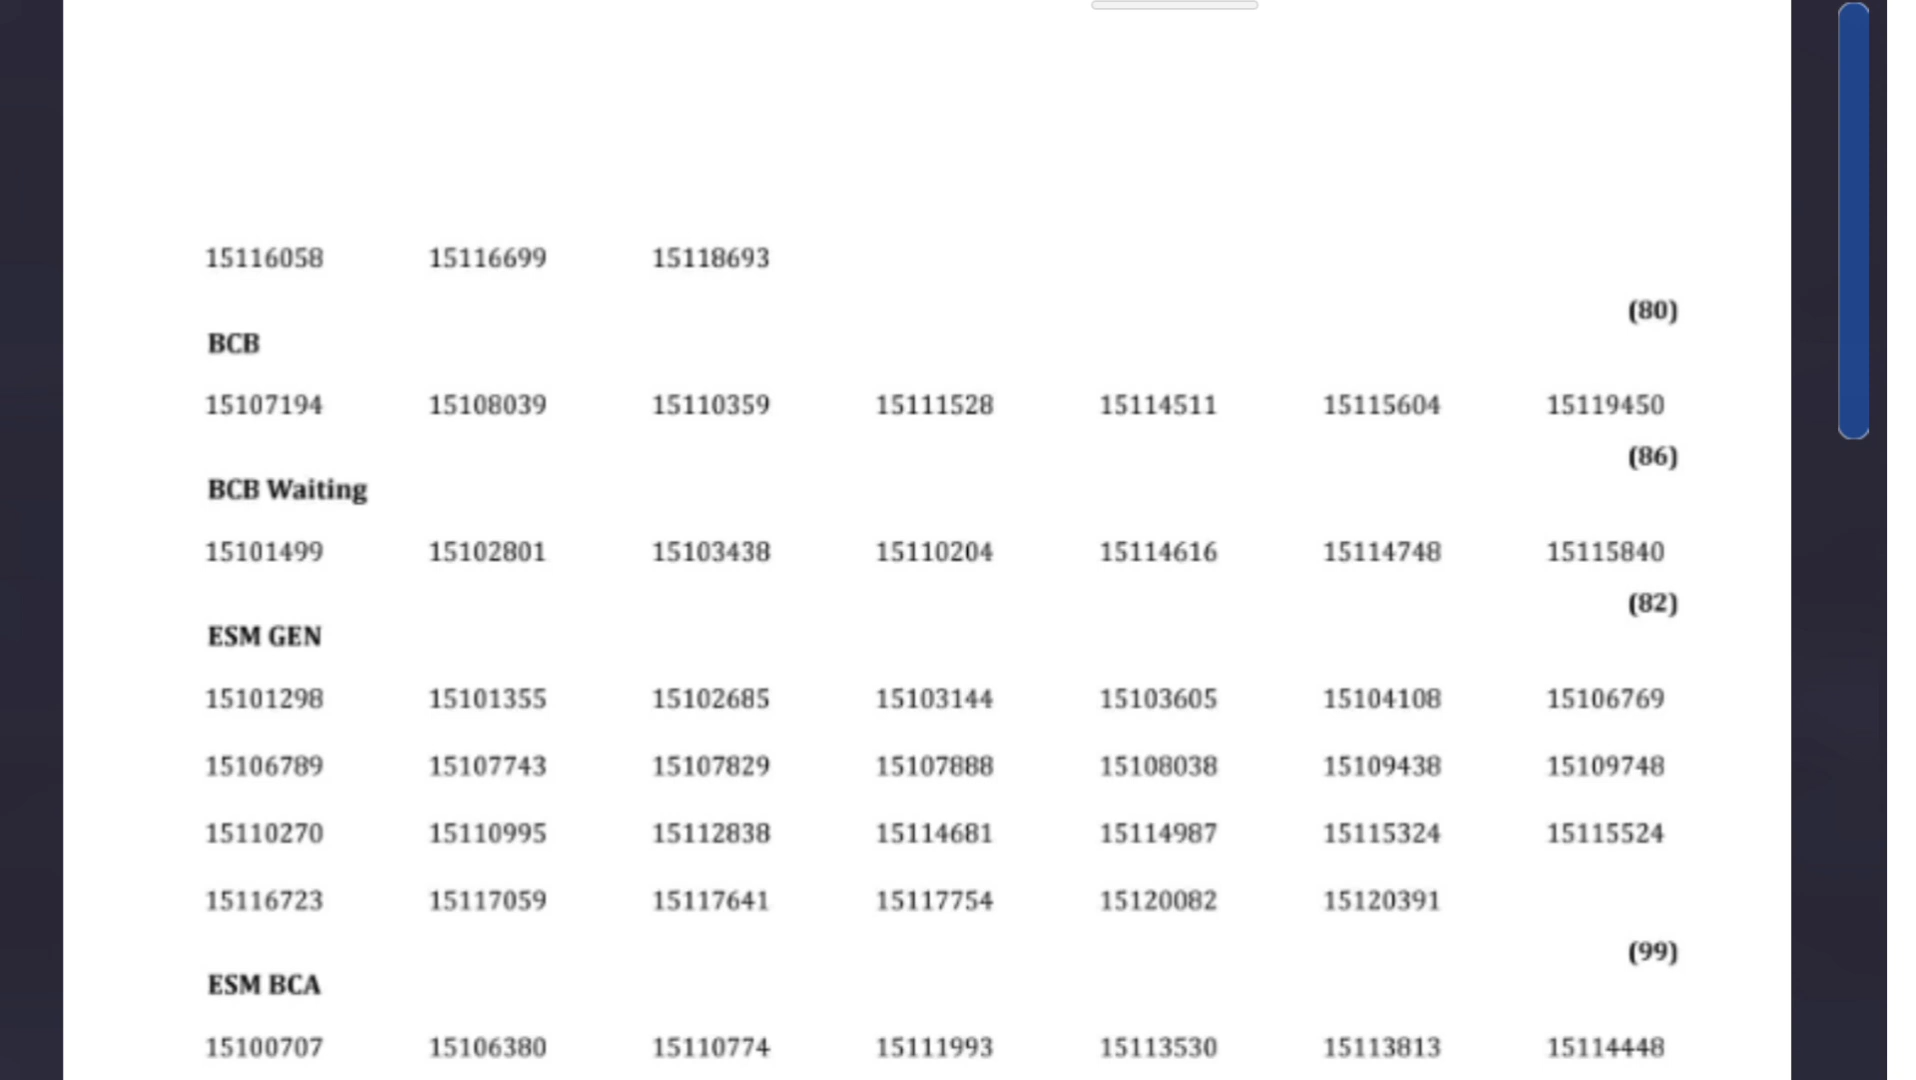 15116058 15116699 15118693
(80)
BCB
15107194 15108039 15110359 15111528 15114511 15115604 15119450
(86)
BCB Waiting
15101499 15102801 15103438 15110204 15114616 15114748 15115840
(82)
ESM GEN
15101298 15101355 15102685 15103144 15103605 15104108 15106769
15106789 15107743 15107829 15107888 15108038 15109438 15109748
15110270 15110995 15112838 15114681 15114987 15115324 15115524
15116723 15117059 15117641 15117754 15120082 15120391
(99)
ESM BCA
15100707 15106380 15110774 15111993 15113530 15113813 15114448